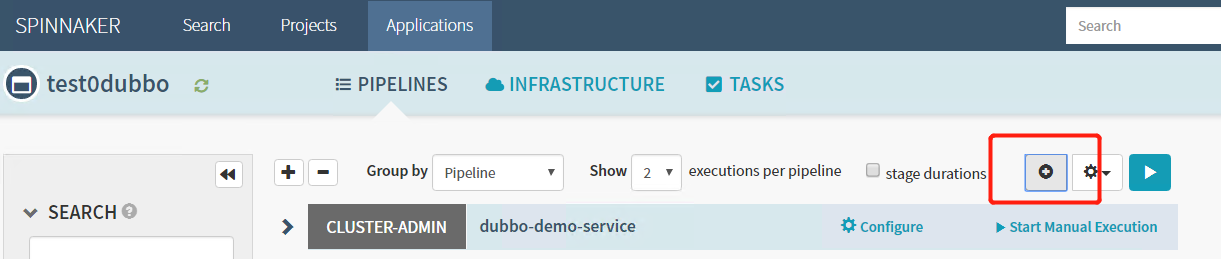 SPINNAKER Search Projects Applications Search
test0dubbo PIPELINES INFRASTRUCTURE TASKS
Group by Pipeline Show 2 executions per pipeline stage durations
SEARCH
CLUSTER-ADMIN dubbo-demo-service Configure Start Manual Execution